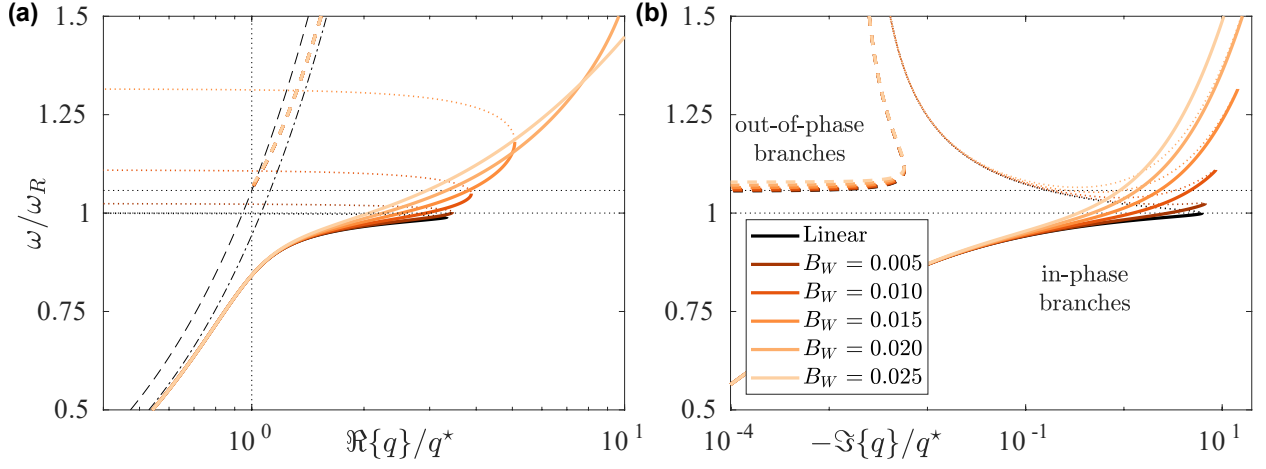 (a)
1.5
1.25
1
0.75
0.5
ω/ω_R
10^0
ℜ{q}/q^⋆
10^1
(b)
1.5
1.25
1
0.75
0.5
out-of-phase
branches
in-phase
branches
Linear
B_W = 0.005
B_W = 0.010
B_W = 0.015
B_W = 0.020
B_W = 0.025
10^-4
−ℑ{q}/q^⋆
10^-1
10^1